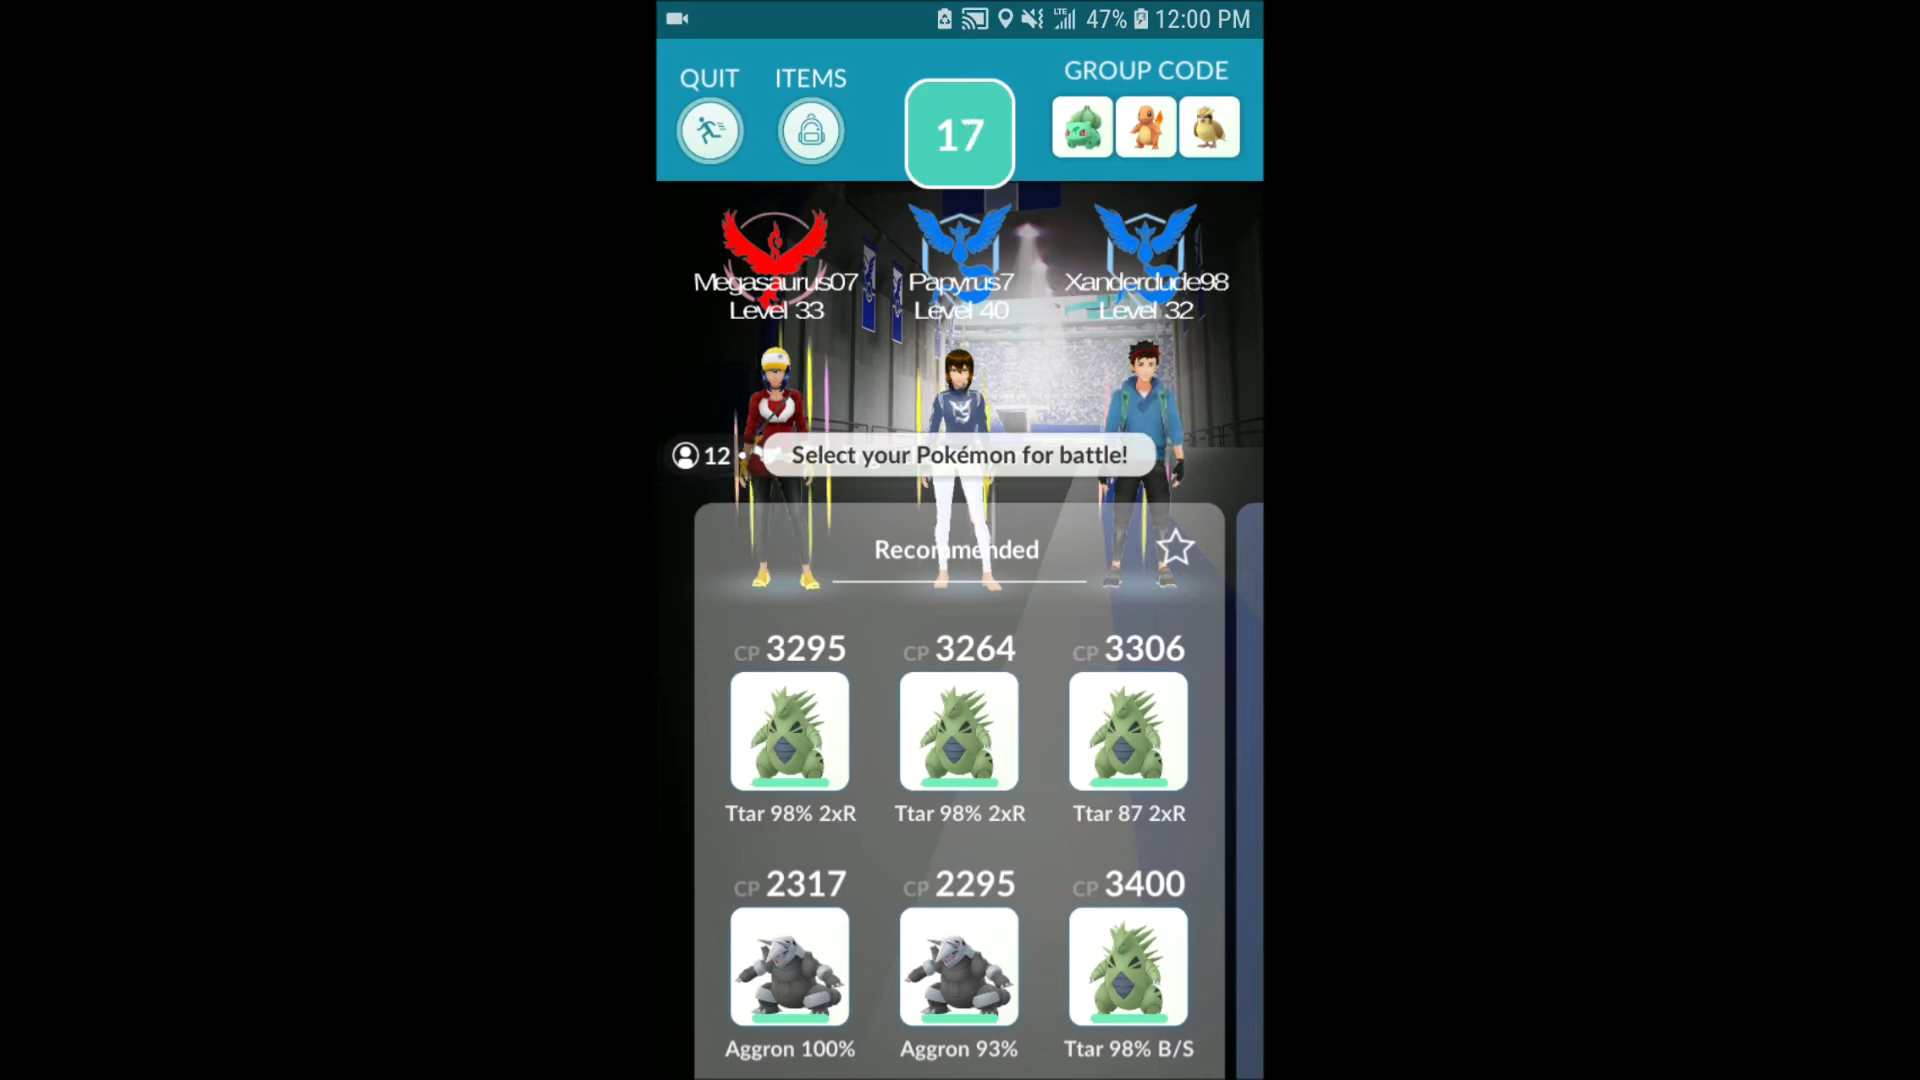 LTE 47% 12:00 PM
QUIT ITEMS GROUP CODE
17
Megasaurus07 Papyrus7 Xanderdude98
Level 33 Level 40 Level 32
12 Select your Pokémon for battle!
Recommended
CP 3295 CP 3264 CP 3306
Ttar 98% 2xR Ttar 98% 2xR Ttar 87 2xR
CP 2317 CP 2295 CP 3400
Aggron 100% Aggron 93% Ttar 98% B/S